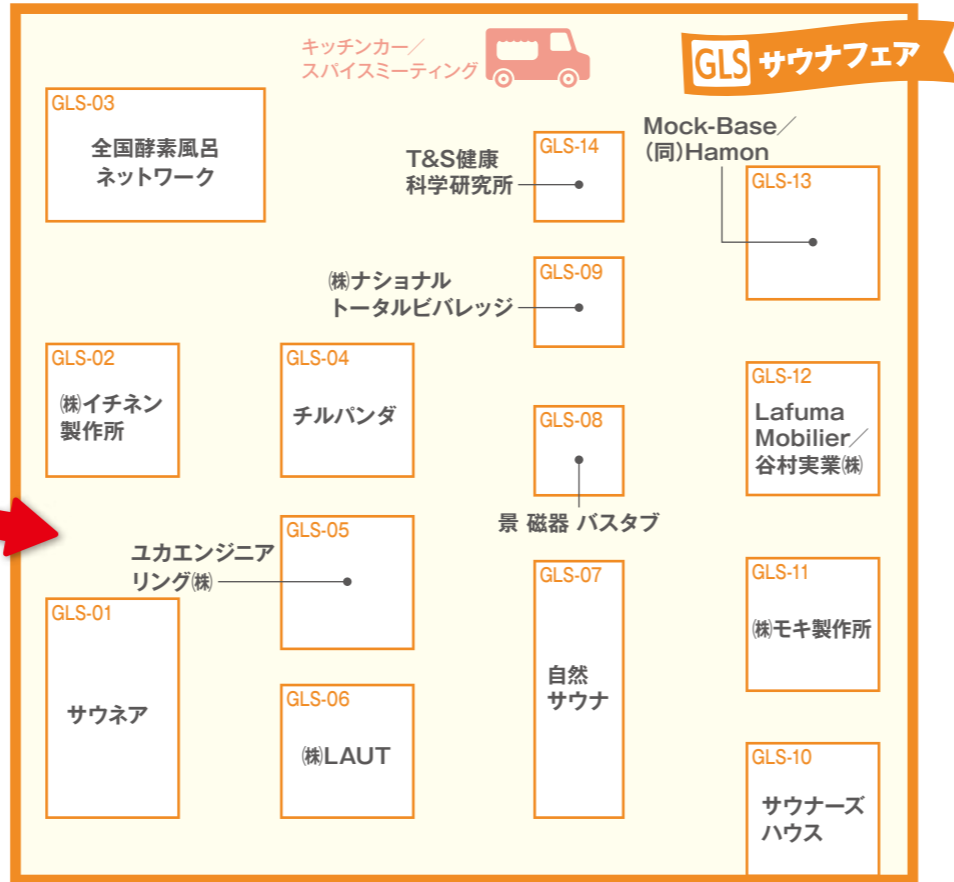 キッチンカー／
スパイスミーティング
GLS サウナフェア
GLS-03
全国酵素風呂
ネットワーク
T&S健康
科学研究所
GLS-14
Mock-Base／
(同)Hamon
GLS-13
㈱ナショナル
トータルビバレッジ
GLS-09
GLS-02
㈱イチネン
製作所
GLS-04
チルパンダ
GLS-08
景 磁器 バスタブ
GLS-12
Lafuma
Mobilier／
谷村実業㈱
ユカエンジニア
リング㈱
GLS-05
GLS-01
サウネア
GLS-06
㈱LAUT
GLS-07
自然
サウナ
GLS-11
㈱モキ製作所
GLS-10
サウナーズ
ハウス